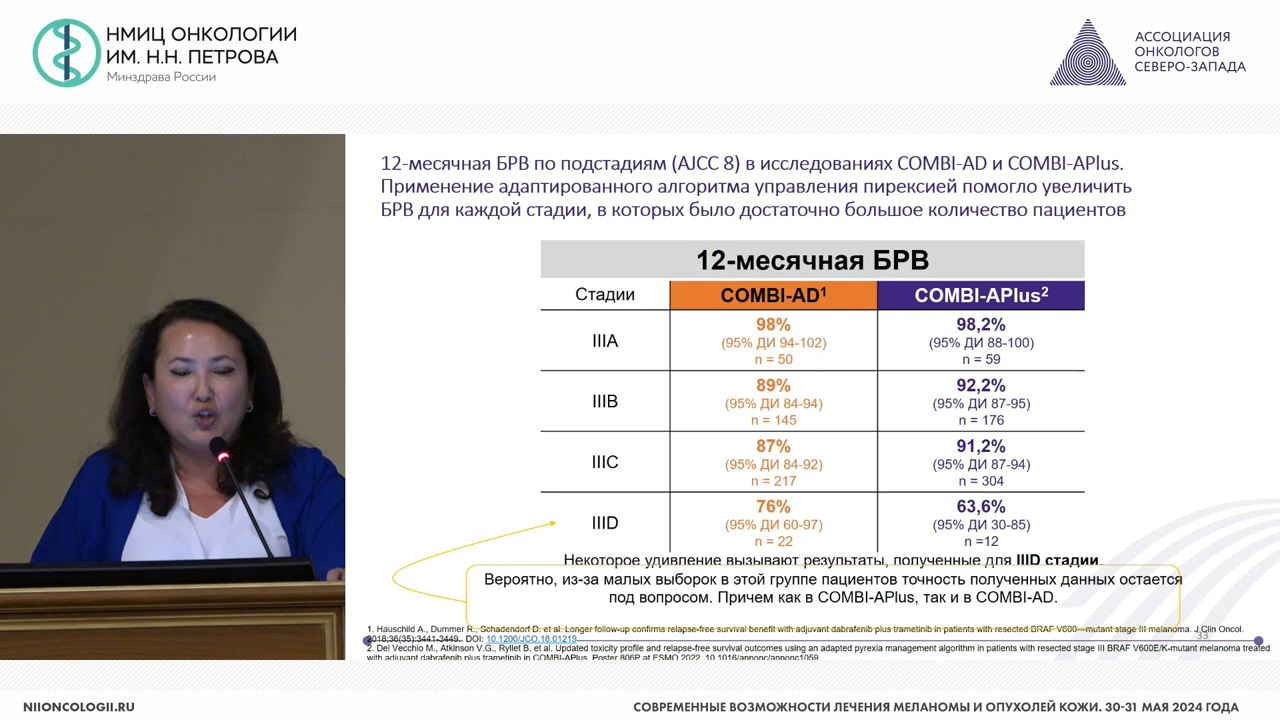 НМИЦ ОНКОЛОГИИ
ИМ. Н.Н. ПЕТРОВА
Минздрава России
АССОЦИАЦИЯ
ОНКОЛОГОВ
СЕВЕРО-ЗАПАДА
12-месячная БРВ по подстадиям (AJCC 8) в исследованиях COMBI-AD и COMBI-APlus.
Применение адаптированного алгоритма управления пирексией помогло увеличить
БРВ для каждой стадии, в которых было достаточно большое количество пациентов
12-месячная БРВ
Стадии COMBI-AD¹ COMBI-APlus²
98% 98,2%
IIIA (95% ДИ 94-102) (95% ДИ 88-100)
n = 50 n = 59
89% 92,2%
IIIB (95% ДИ 84-94) (95% ДИ 87-95)
n = 145 n = 176
87% 91,2%
IIIC (95% ДИ 84-92) (95% ДИ 87-94)
n = 217 n = 304
76% 63,6%
IIID (95% ДИ 60-97) (95% ДИ 30-85)
n = 22 n =12
Некоторое удивление вызывают результаты, полученные для IIID стадии.
Вероятно, из-за малых выборок в этой группе пациентов точность полученных данных остается
под вопросом. Причем как в COMBI-APlus, так и в COMBI-AD.
1. Hauschild A., Dummer R., Schadendorf D. et al. Longer follow-up confirms relapse-free survival benefit with adjuvant dabrafenib plus trametinib in patients with resected BRAF V600—mutant stage III melanoma. J Clin Oncol.
2018;36(35):3441-3449. DOI: 10.1200/JCO.18.01219
33
2. Del Vecchio M., Atkinson V.G., Ryllet B. et al. Updated toxicity profile and relapse-free survival outcomes using an adapted pyrexia management algorithm in patients with resected stage III BRAF V600E/K-mutant melanoma treated
with adjuvant dabrafenib plus trametinib in COMBI-APlus. Poster 806P at ESMO 2022.
NIIONCOLOGII.RU
СОВРЕМЕННЫЕ ВОЗМОЖНОСТИ ЛЕЧЕНИЯ МЕЛАНОМЫ И ОПУХОЛЕЙ КОЖИ. 30-31 МАЯ 2024 ГОДА